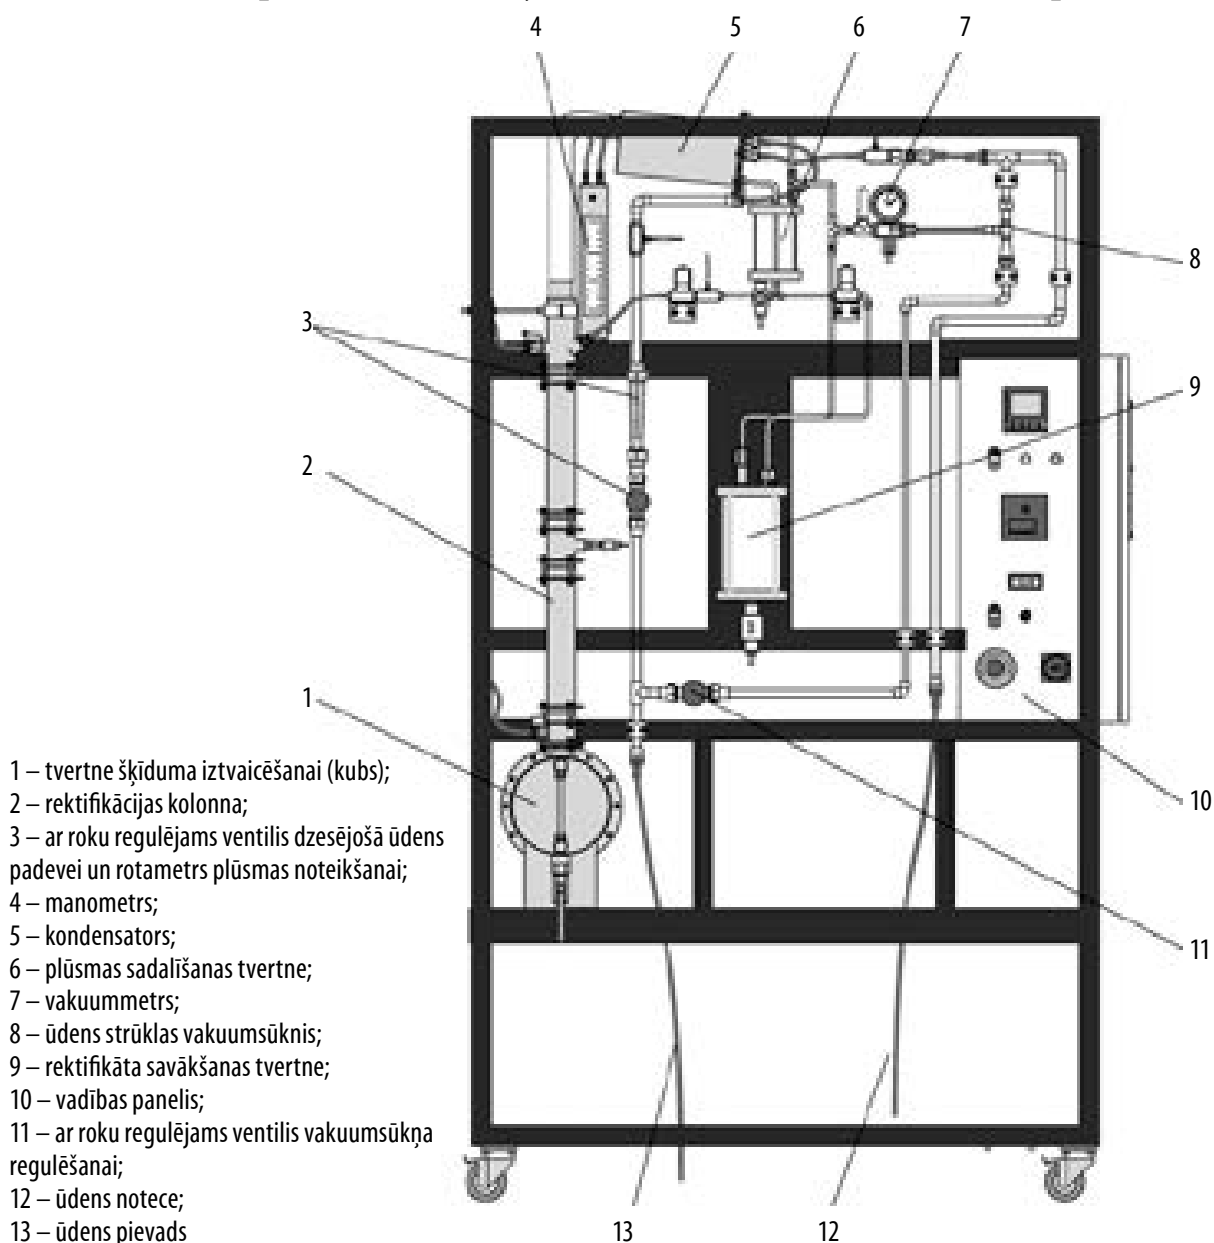 4
5
6
7
8
3
9
2
1
10
11
1 – tvertne šķīduma iztvaicēšanai (kubs);
2 – rektifikācijas kolonna;
3 – ar roku regulējams ventilis dzesējošā ūdens
padevei un rotametrs plūsmas noteikšanai;
4 – manometrs;
5 – kondensators;
6 – plūsmas sadalīšanas tvertne;
7 – vakuummetrs;
8 – ūdens strūklas vakuumsūknis;
9 – rektifikāta savākšanas tvertne;
10 – vadības panelis;
11 – ar roku regulējams ventilis vakuumsūkņa
regulēšanai;
12 – ūdens notece;
13 – ūdens pievads
13
12